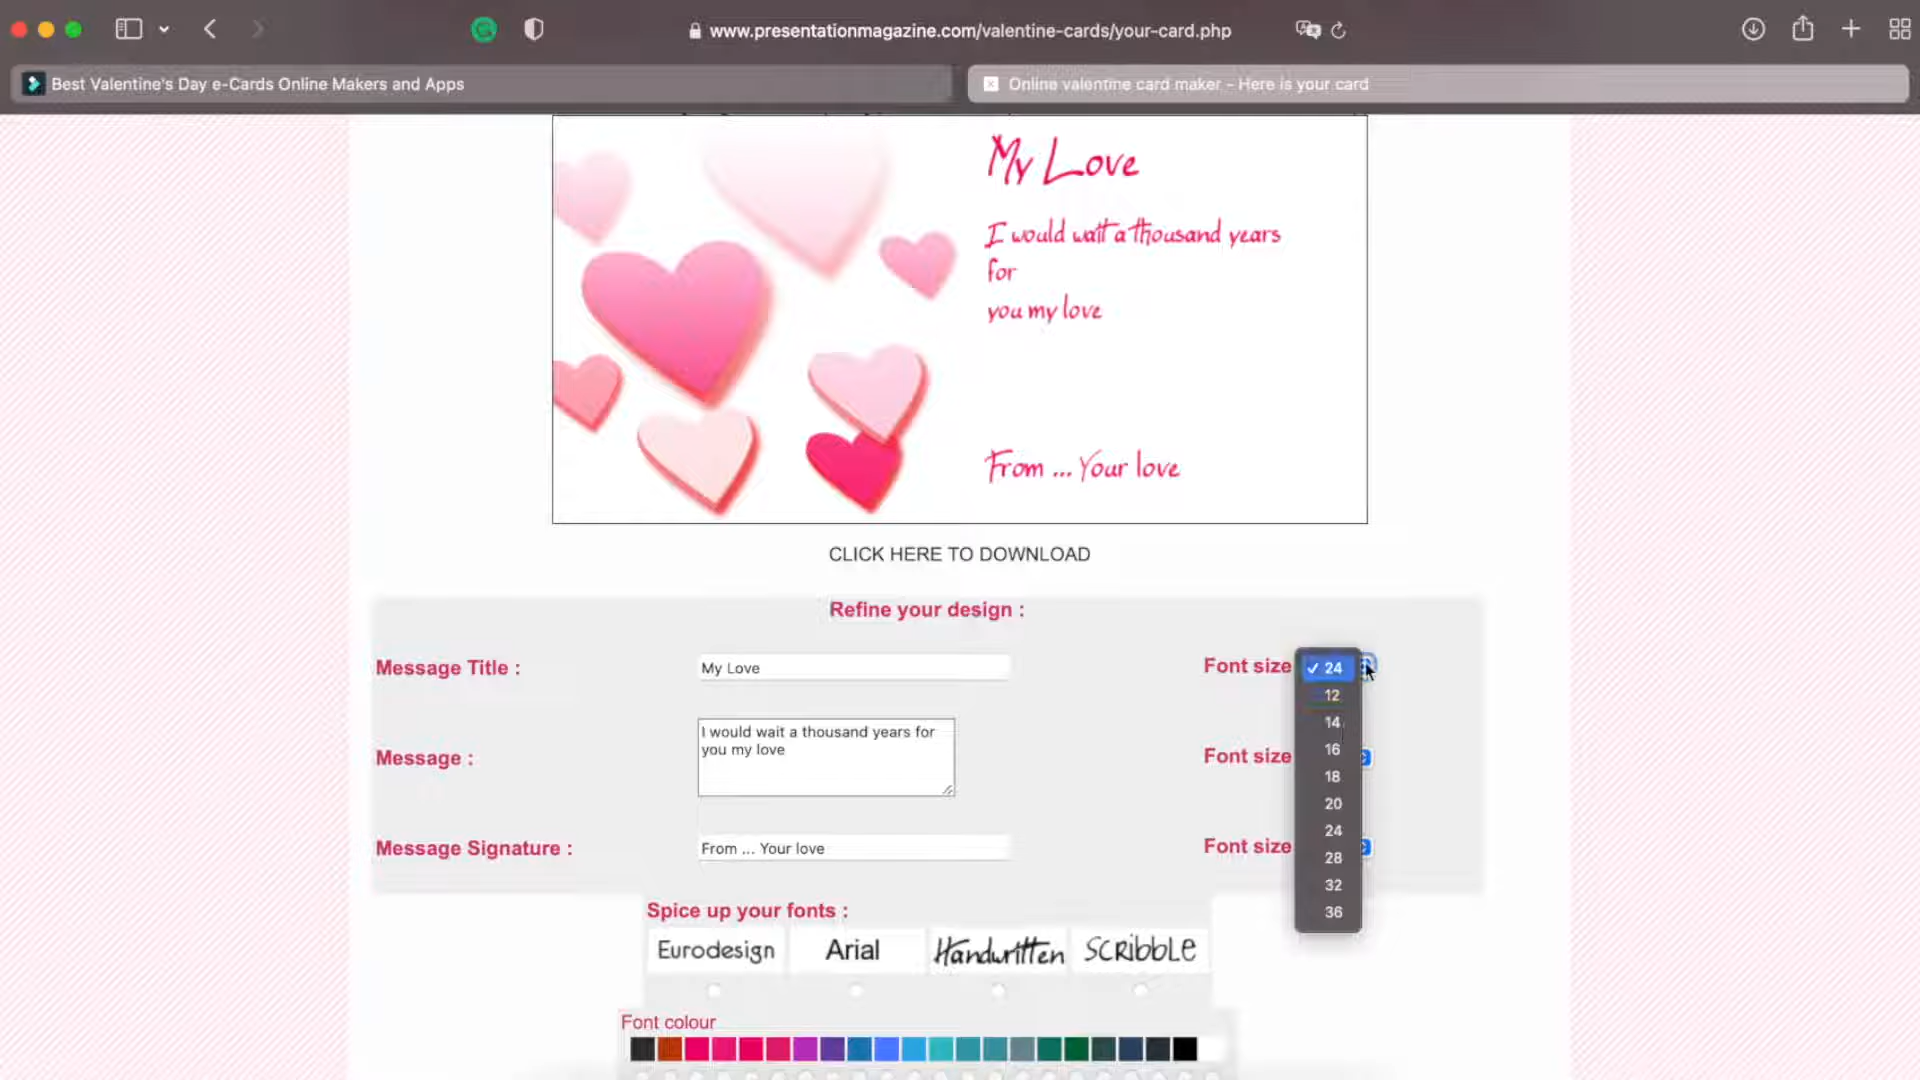 www.presentationmagazine.com/valentine-cards/your-card.php
Best Valentine's Day e-Cards Online Makers and Apps
Online valentine card maker - Here is your card
My Love
I would wait a thousand years
for
you my love
From ... Your love
CLICK HERE TO DOWNLOAD
Refine your design :
Message Title :
My Love
Font size
✓ 24
12
14
16
18
20
24
28
32
36
Message :
I would wait a thousand years for
you my love
Font size
Message Signature :
From ... Your love
Font size
Spice up your fonts :
Eurodesign
Arial
Handwritten
SCRibbLE
Font colour